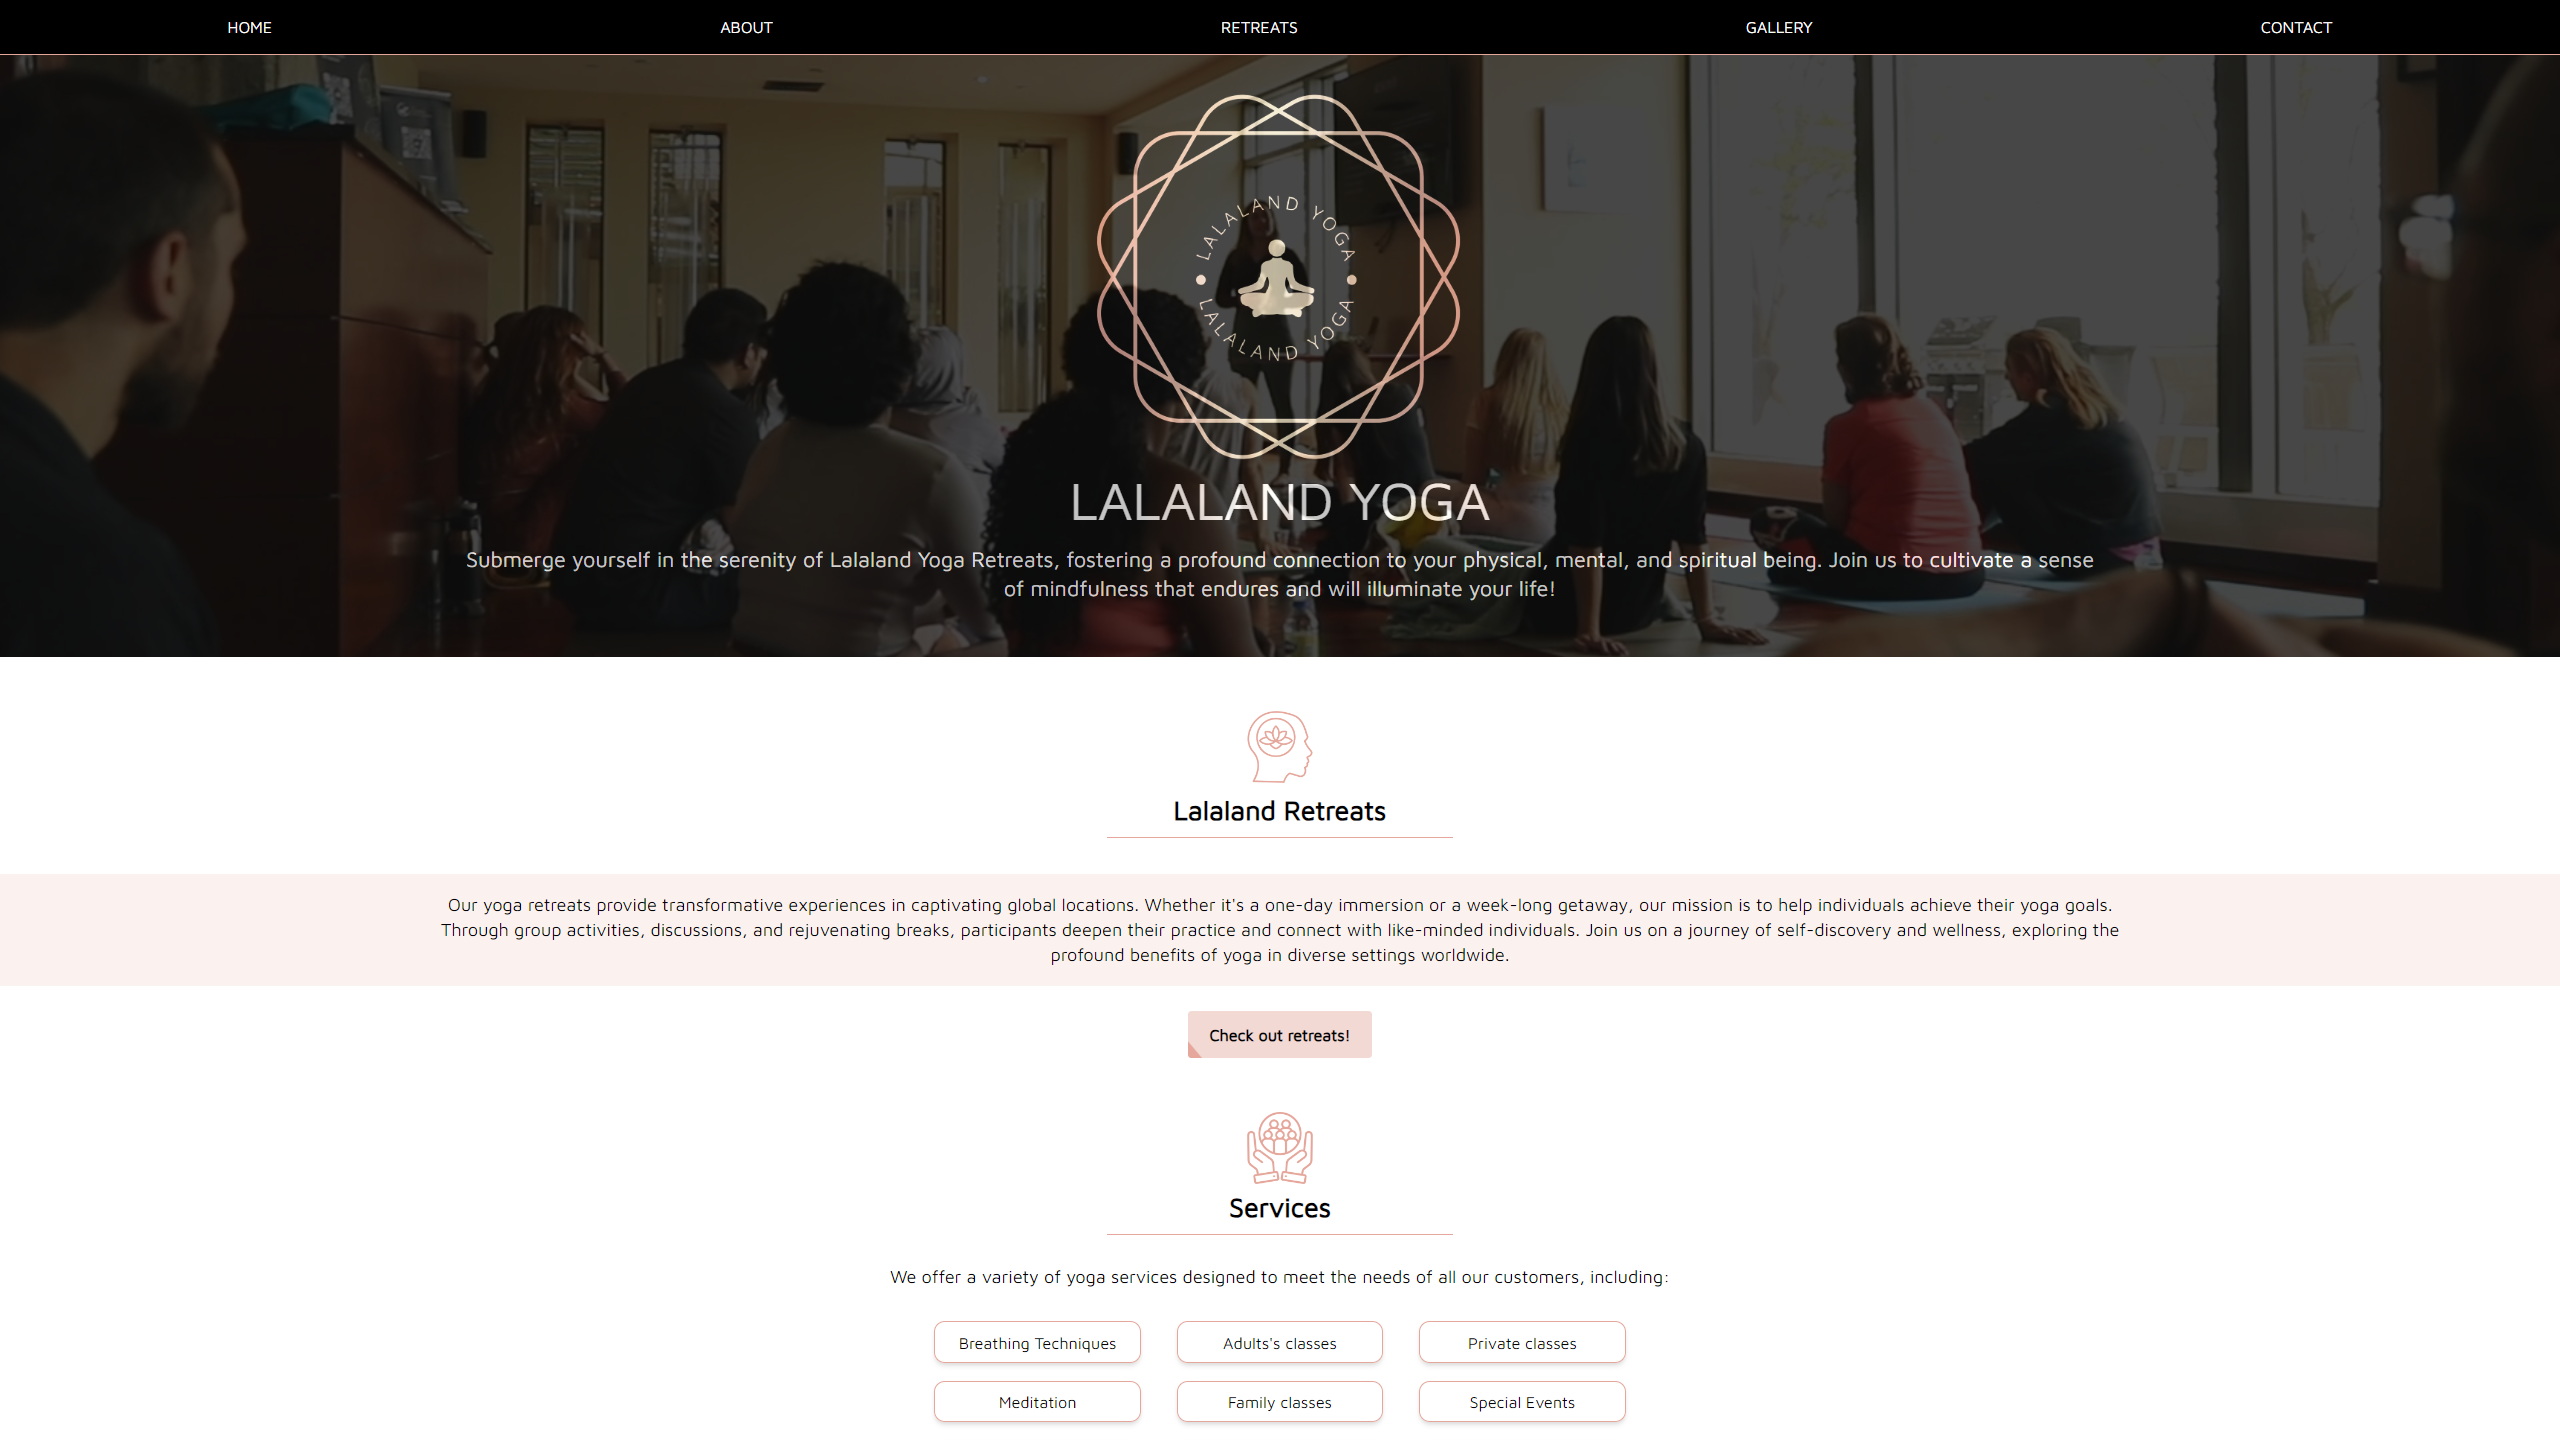 HOME
ABOUT
RETREATS
GALLERY
CONTACT
LALALAND YOGA
LALALAND YOGA
LALALAND YOGA
Submerge yourself in the serenity of Lalaland Yoga Retreats, fostering a profound connection to your physical, mental, and spiritual being. Join us to cultivate a sense
of mindfulness that endures and will illuminate your life!
Lalaland Retreats
Our yoga retreats provide transformative experiences in captivating global locations. Whether it's a one-day immersion or a week-long getaway, our mission is to help individuals achieve their yoga goals.
Through group activities, discussions, and rejuvenating breaks, participants deepen their practice and connect with like-minded individuals. Join us on a journey of self-discovery and wellness, exploring the
profound benefits of yoga in diverse settings worldwide.
Check out retreats!
Services
We offer a variety of yoga services designed to meet the needs of all our customers, including:
Breathing Techniques
Adults's classes
Private classes
Meditation
Family classes
Special Events